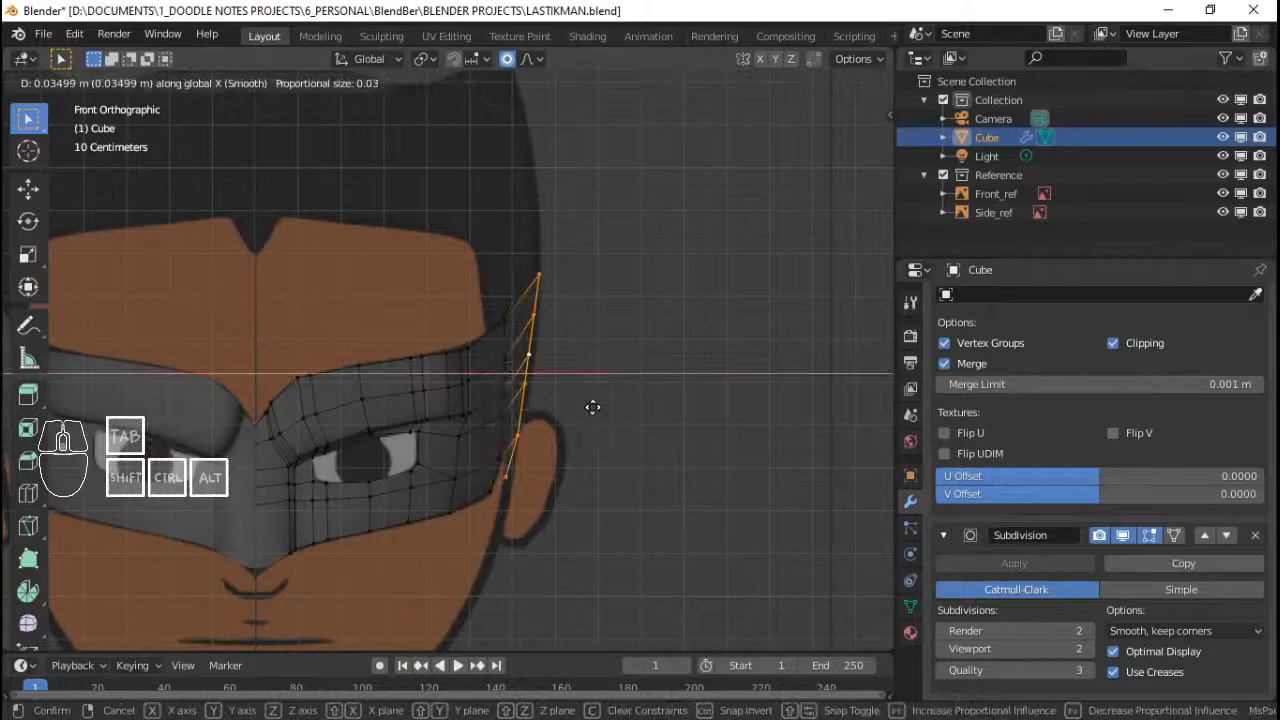 Blender* [D:\DOCUMENTS\1_DOODLE NOTES PROJECTS\6_PERSONAL\BlendBer\BLENDER PROJECTS\LASTIKMAN.blend]
File Edit Render Window Help Layout Modeling Sculpting UV Editing Texture Paint Shading Animation Rendering Compositing Scripting + Scene View Layer
Global X Y Z Options
D: 0.03499 m (0.03499 m) along global X (Smooth) Proportional size: 0.03
Front Orthographic
(1) Cube
10 Centimeters
Scene Collection
Collection
Camera
Cube
Light
Reference
Front_ref
Side_ref
Cube
Options:
Vertex Groups Clipping
Merge
Merge Limit 0.001 m
Textures:
Flip U Flip V
Flip UDIM
U Offset 0.0000
V Offset 0.0000
Subdivision
Apply Copy
Catmull-Clark Simple
Subdivisions: Options:
Render 2 Smooth, keep corners
Viewport 2 Optimal Display
Quality 3 Use Creases
TAB
SHIFT CTRL ALT
Playback Keying View Marker 1 Start 1 End 250
1 20 40 60 80 100 120 140 160 180 200 220 240
Confirm Cancel X X axis Y Y axis Z Z axis X X plane Y Y plane Z Z plane C Clear Constraints Snap Invert Snap Toggle Increase Proportional Influence Decrease Proportional Influence MsPa